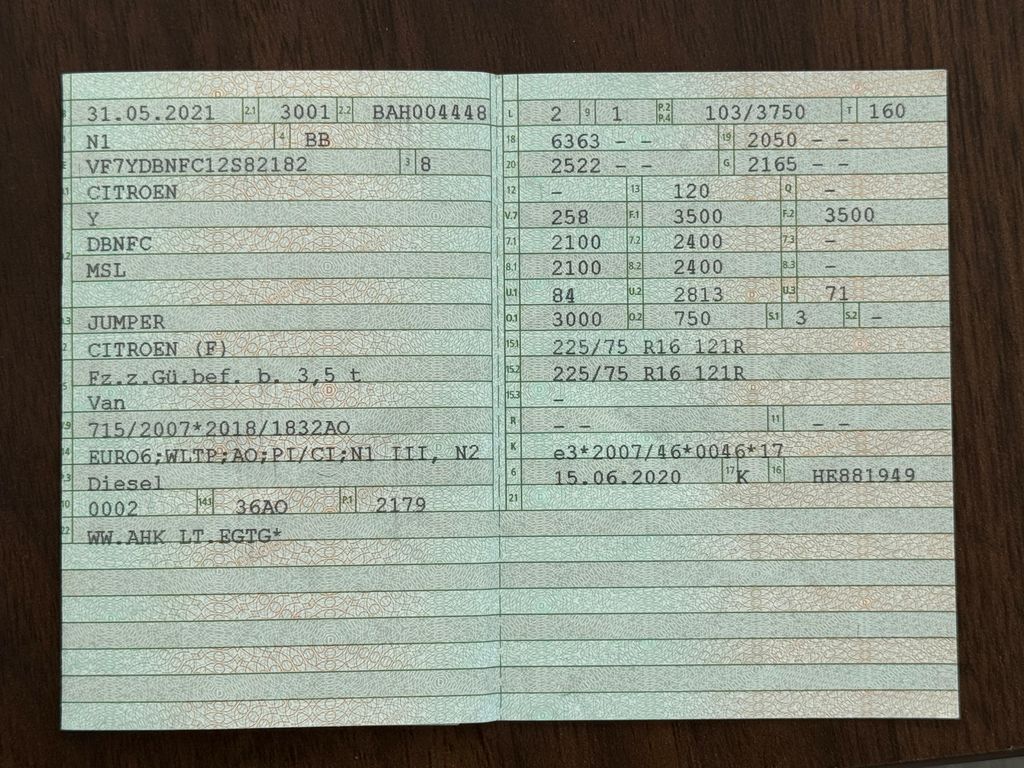 31.05.2021 2.1 3001 2.2 BAH004448
N1 4 BB
VF7YDBNFC12S82182 3 8
CITROEN
Y
DBNFC
MSL
JUMPER
CITROEN (F)
Fz.z.Gü.bef. b. 3,5 t
Van
715/2007*2018/1832AO
EURO6;WLTP;AO;PI/CI;N1 III, N2
Diesel
0002 14.1 36AO P.1 2179
WW.AHK LT.EGTG*
L 2 9 1 P.2 P.4 103/3750 T 160
18 6363 – – 19 2050 – –
20 2522 – – G 2165 – –
12 – 13 120 Q –
V.7 258 F.1 3500 F.2 3500
7.1 2100 7.2 2400 7.3 –
8.1 2100 8.2 2400 8.3 –
U.1 84 U.2 2813 U.3 71
O.1 3000 O.2 750 S.1 3 S.2 –
15.1 225/75 R16 121R
15.2 225/75 R16 121R
15.3 –
R – – 11 – –
K e3*2007/46*0046*17
6 15.06.2020 17 K 16 HE881949
21